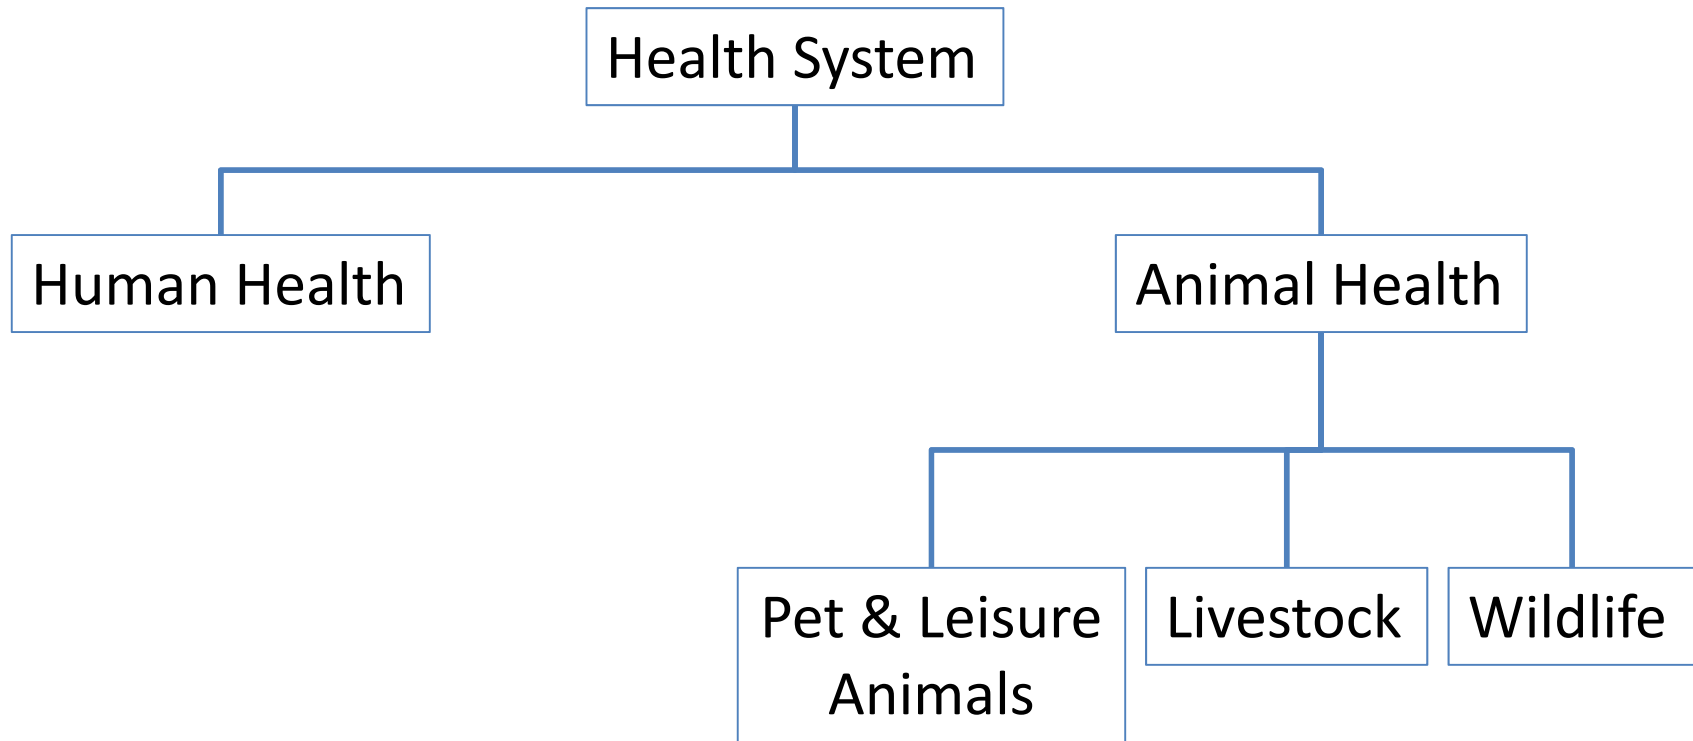 Health System
Human Health
Animal Health
Pet & Leisure
Animals
Livestock
Wildlife